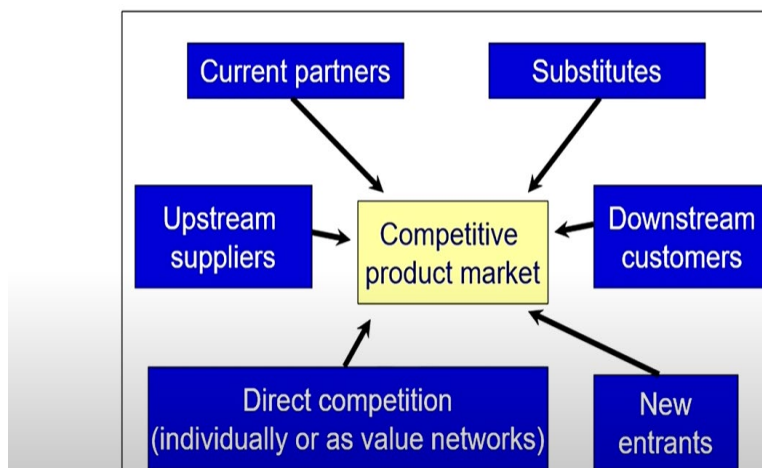 Current partners
Substitutes
Upstream
suppliers
Competitive
product market
Downstream
customers
Direct competition
(individually or as value networks)
New
entrants